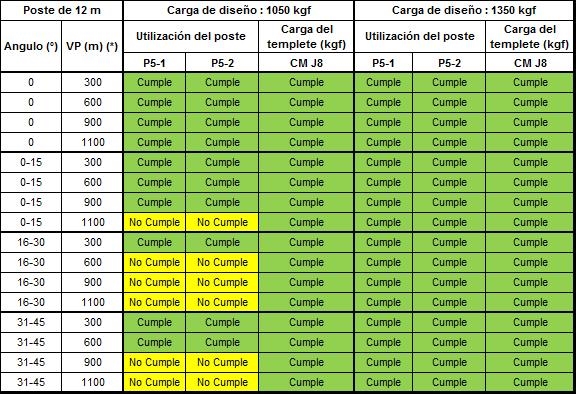 Poste de 12 m Carga de diseño : 1050 kgf Carga de diseño : 1350 kgf
Angulo (°) VP (m) (*) Utilización del poste Carga del templete (kgf) Utilización del poste Carga del templete (kgf)
P5-1 P5-2 CM J8 P5-1 P5-2 CM J8
0 300 Cumple Cumple Cumple Cumple Cumple Cumple
0 600 Cumple Cumple Cumple Cumple Cumple Cumple
0 900 Cumple Cumple Cumple Cumple Cumple Cumple
0 1100 Cumple Cumple Cumple Cumple Cumple Cumple
0-15 300 Cumple Cumple Cumple Cumple Cumple Cumple
0-15 600 Cumple Cumple Cumple Cumple Cumple Cumple
0-15 900 Cumple Cumple Cumple Cumple Cumple Cumple
0-15 1100 No Cumple No Cumple Cumple Cumple Cumple Cumple
16-30 300 Cumple Cumple Cumple Cumple Cumple Cumple
16-30 600 No Cumple No Cumple Cumple Cumple Cumple Cumple
16-30 900 No Cumple No Cumple Cumple Cumple Cumple Cumple
16-30 1100 No Cumple No Cumple Cumple Cumple Cumple Cumple
31-45 300 Cumple Cumple Cumple Cumple Cumple Cumple
31-45 600 Cumple Cumple Cumple Cumple Cumple Cumple
31-45 900 No Cumple No Cumple Cumple Cumple Cumple Cumple
31-45 1100 No Cumple No Cumple Cumple Cumple Cumple Cumple